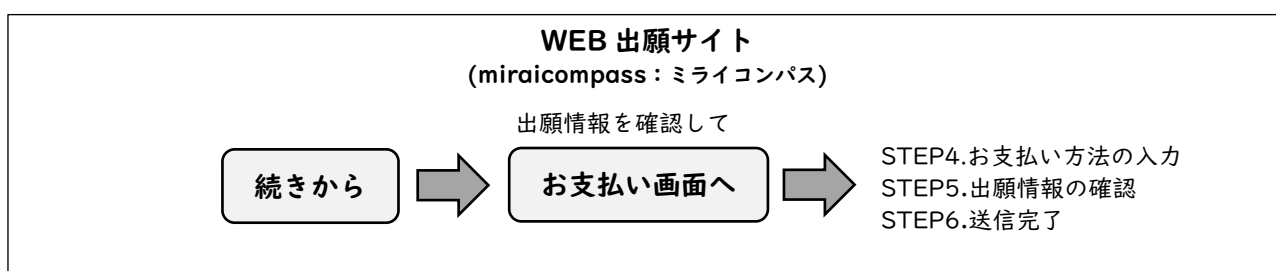 WEB 出願サイト
(miraicompass：ミライコンパス)
出願情報を確認して
続きから
お支払い画面へ
STEP4.お支払い方法の入力
STEP5.出願情報の確認
STEP6.送信完了